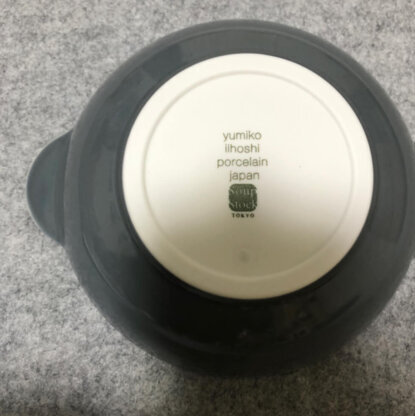 yumiko
iihoshi
porcelain
japan
Soup
Stock
TOKYO